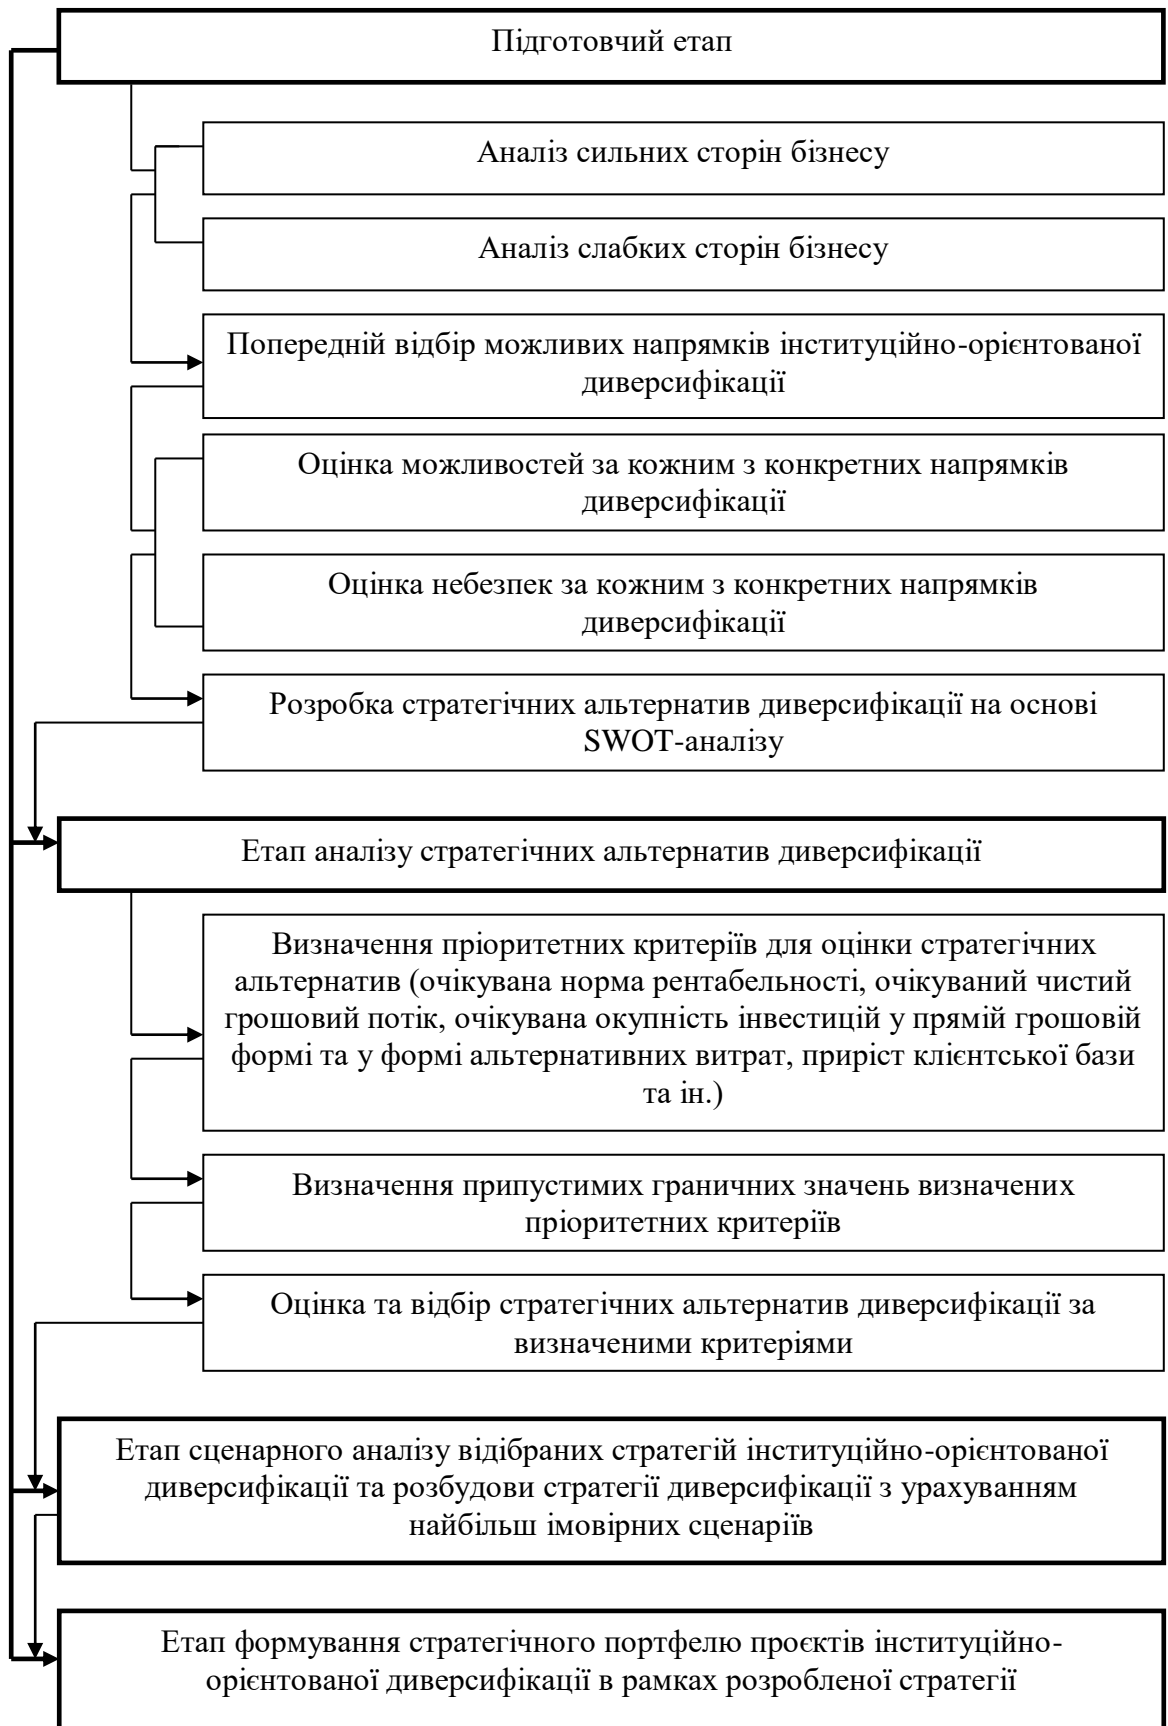 Підготовчий етап
Аналіз сильних сторін бізнесу
Аналіз слабких сторін бізнесу
Попередній відбір можливих напрямків інституційно-орієнтованої
диверсифікації
Оцінка можливостей за кожним з конкретних напрямків
диверсифікації
Оцінка небезпек за кожним з конкретних напрямків
диверсифікації
Розробка стратегічних альтернатив диверсифікації на основі
SWOT-аналізу
Етап аналізу стратегічних альтернатив диверсифікації
Визначення пріоритетних критеріїв для оцінки стратегічних
альтернатив (очікувана норма рентабельності, очікуваний чистий
грошовий потік, очікувана окупність інвестицій у прямій грошовій
формі та у формі альтернативних витрат, приріст клієнтської бази
та ін.)
Визначення припустимих граничних значень визначених
пріоритетних критеріїв
Оцінка та відбір стратегічних альтернатив диверсифікації за
визначеними критеріями
Етап сценарного аналізу відібраних стратегій інституційно-орієнтованої
диверсифікації та розбудови стратегії диверсифікації з урахуванням
найбільш імовірних сценаріїв
Етап формування стратегічного портфелю проєктів інституційно-
орієнтованої диверсифікації в рамках розробленої стратегії